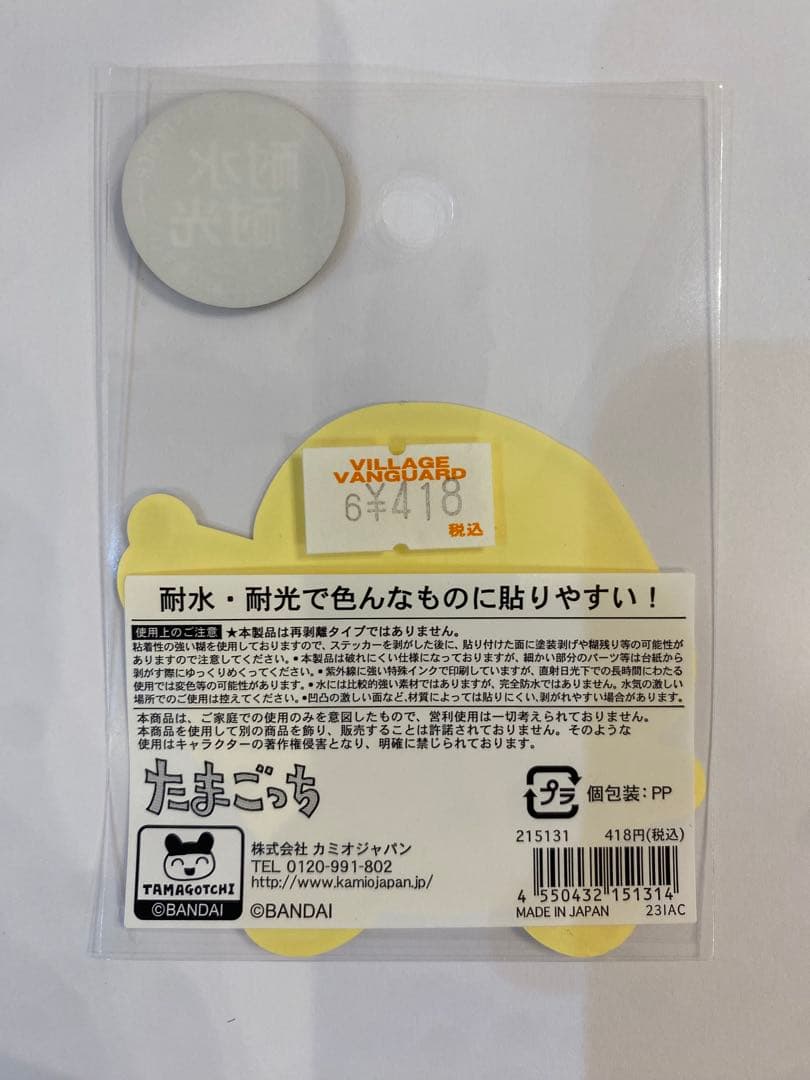 耐水
耐光
VILLAGE
VANGUARD
6¥418
税込
耐水・耐光で色んなものに貼りやすい！
使用上のご注意 ★本製品は再剥離タイプではありません。
粘着性の強い糊を使用しておりますので、ステッカーを剥がした後に、貼り付けた面に塗装剥げや糊残り等の可能性が
ありますので注意してください。●本製品は破れにくい仕様になっておりますが、細かい部分のパーツ等は台紙から
剥がす際にゆっくりめくってください。●紫外線に強い特殊インクで印刷していますが、直射日光下での長時間にわたる
使用では変色等の可能性があります。●水には比較的強い素材ではありますが、完全防水ではありません。水気の激しい
場所でのご使用は控えてください。●凹凸の激しい面など、材質によっては貼りにくい、剥がれやすい場合があります。
本商品は、ご家庭での使用のみを意図したもので、営利使用は一切考えられておりません。
本商品を使用して別の商品を飾り、販売することは許諾されておりません。そのような
使用はキャラクターの著作権侵害となり、明確に禁じられております。
たまごっち
プラ 個包装：PP
215131 418円(税込)
TAMAGOTCHI
©BANDAI
株式会社 カミオジャパン
TEL 0120-991-802
http://www.kamiojapan.jp/
©BANDAI
4 550432 151314
MADE IN JAPAN 23IAC